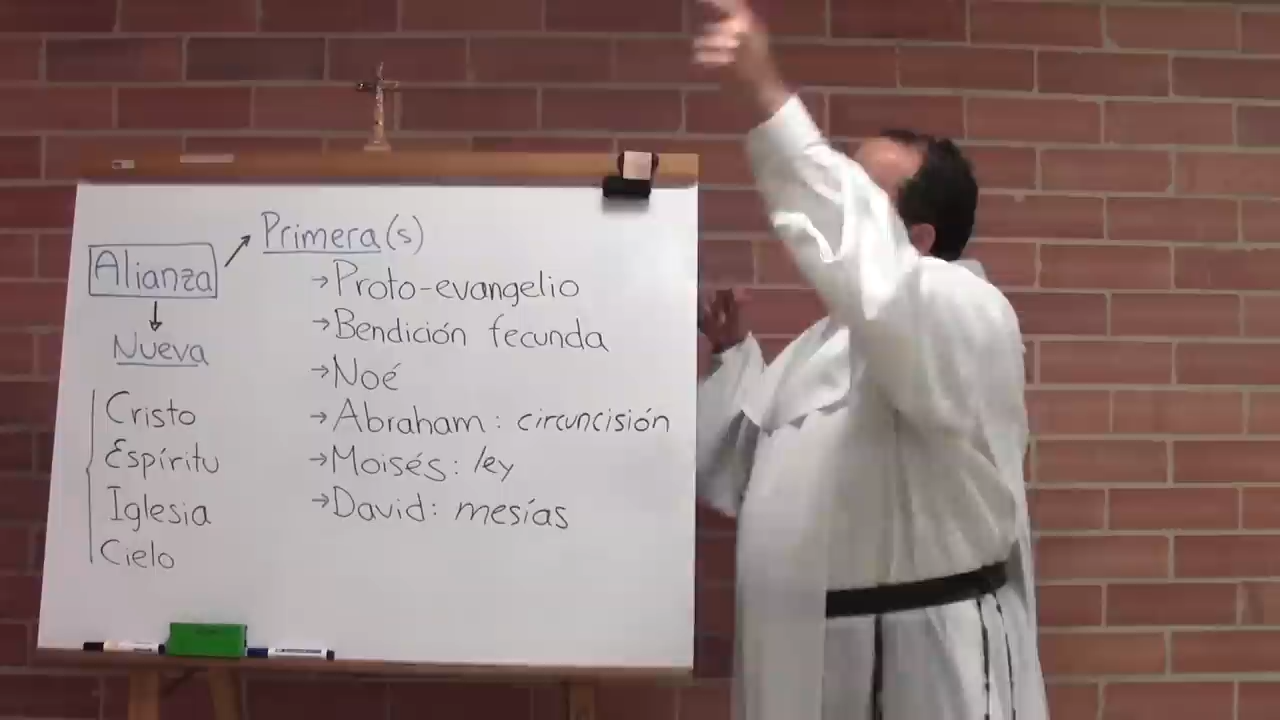 Alianza
Nueva
Cristo
Espíritu
Iglesia
Cielo
Primera(s)
→Proto-evangelio
→Bendición fecunda
→Noé
→Abraham: circuncisión
→Moisés: ley
→David: mesías